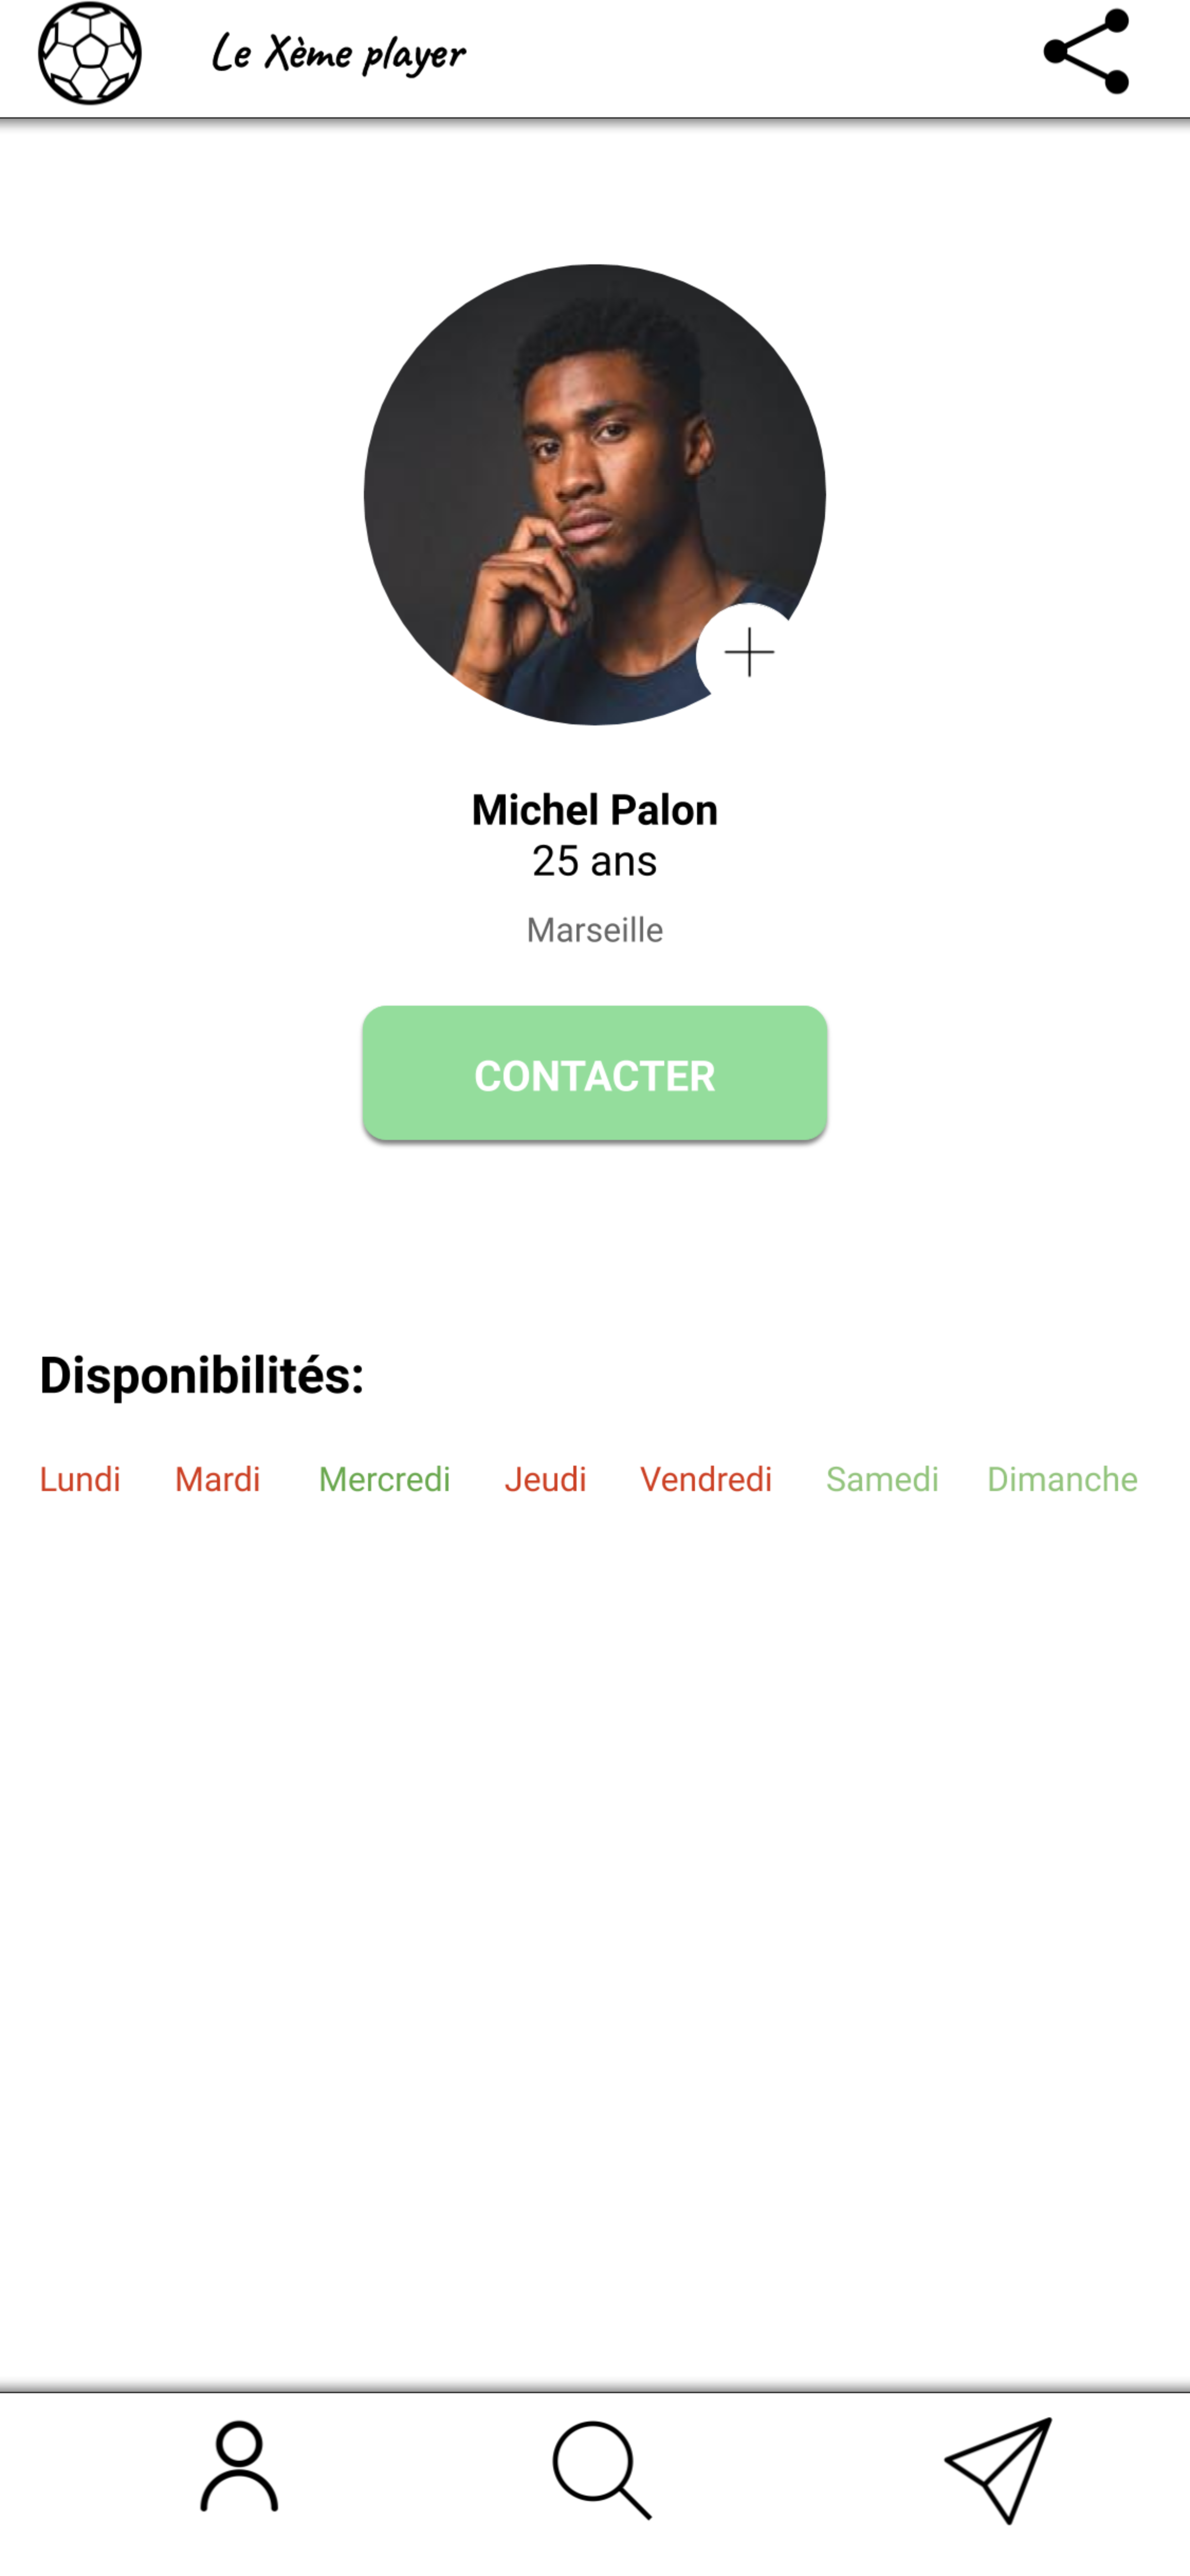 Le Xème player
Michel Palon
25 ans
Marseille
CONTACTER
Disponibilités:
Lundi Mardi Mercredi Jeudi Vendredi Samedi Dimanche